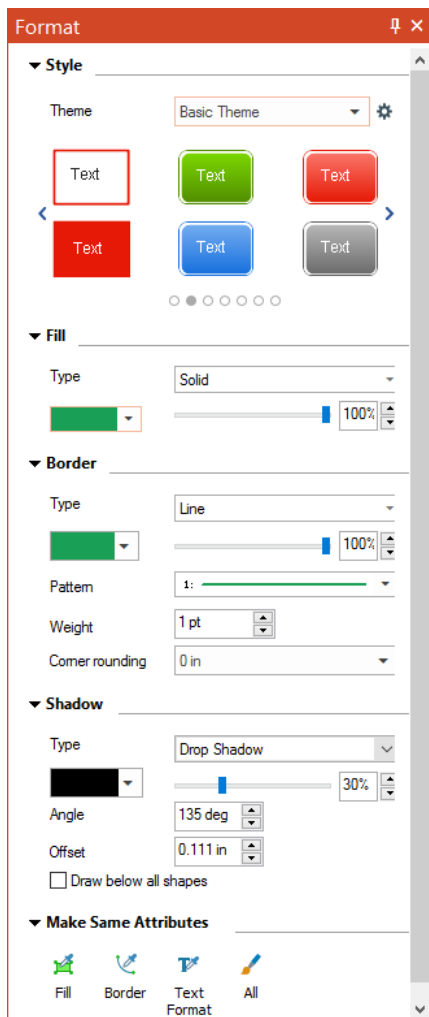 Format
Style
Theme
Basic Theme
Text
Text
Text
Text
Text
Text
Fill
Type
Solid
100%
Border
Type
Line
100%
Pattern
1:
Weight
1 pt
Corner rounding
0 in
Shadow
Type
Drop Shadow
30%
Angle
135 deg
Offset
0.111 in
Draw below all shapes
Make Same Attributes
Fill
Border
Text
Format
All